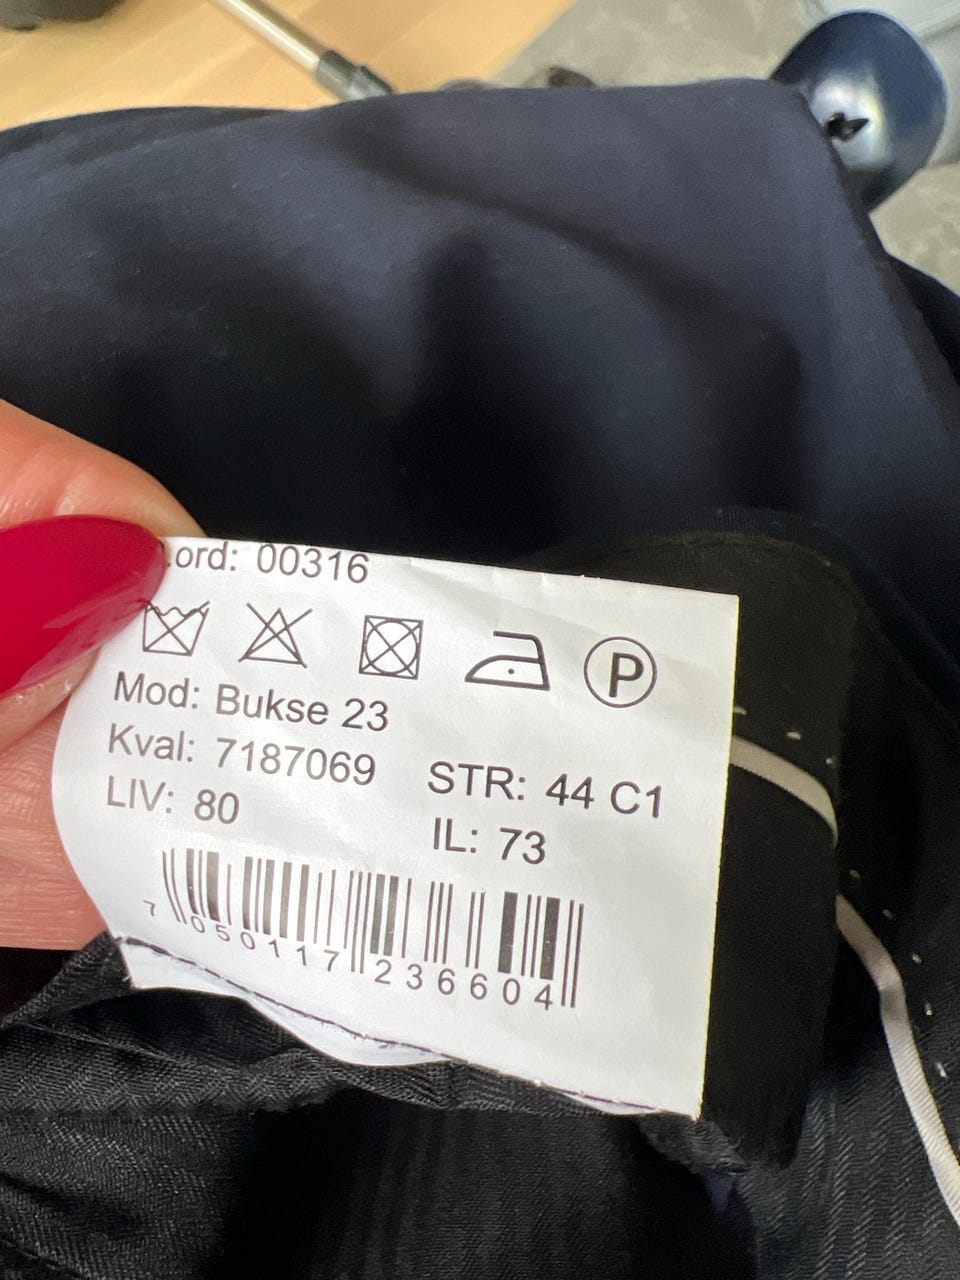 .ord: 00316
P
Mod: Bukse 23
Kval: 7187069
STR: 44 C1
LIV: 80
IL: 73
7 050117 236604